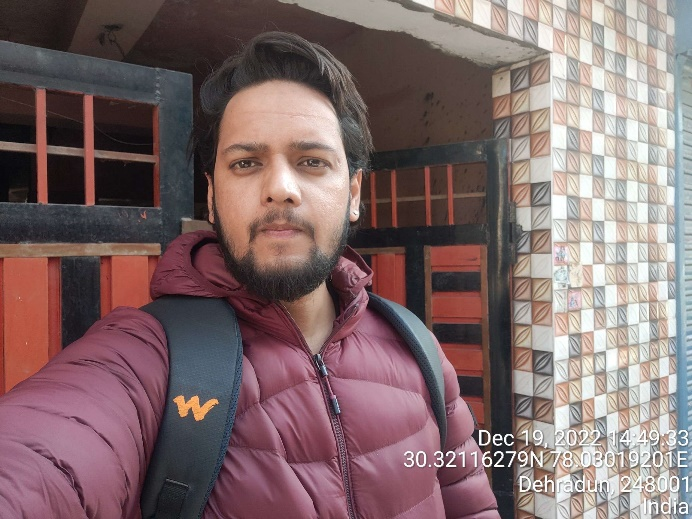 W
Dec 19, 2022 14:49:33
30.32116279N 78.03019201E
Dehradun, 248001
India